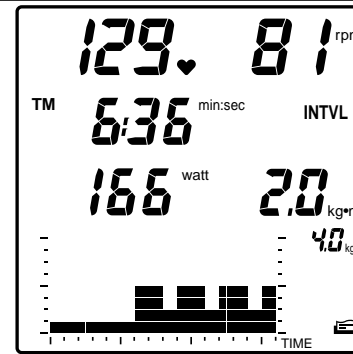 129 ♥ 81 rpm
TM 6:36 min:sec INTVL
166 watt 2.0 kg•m
4.0 kg
TIME